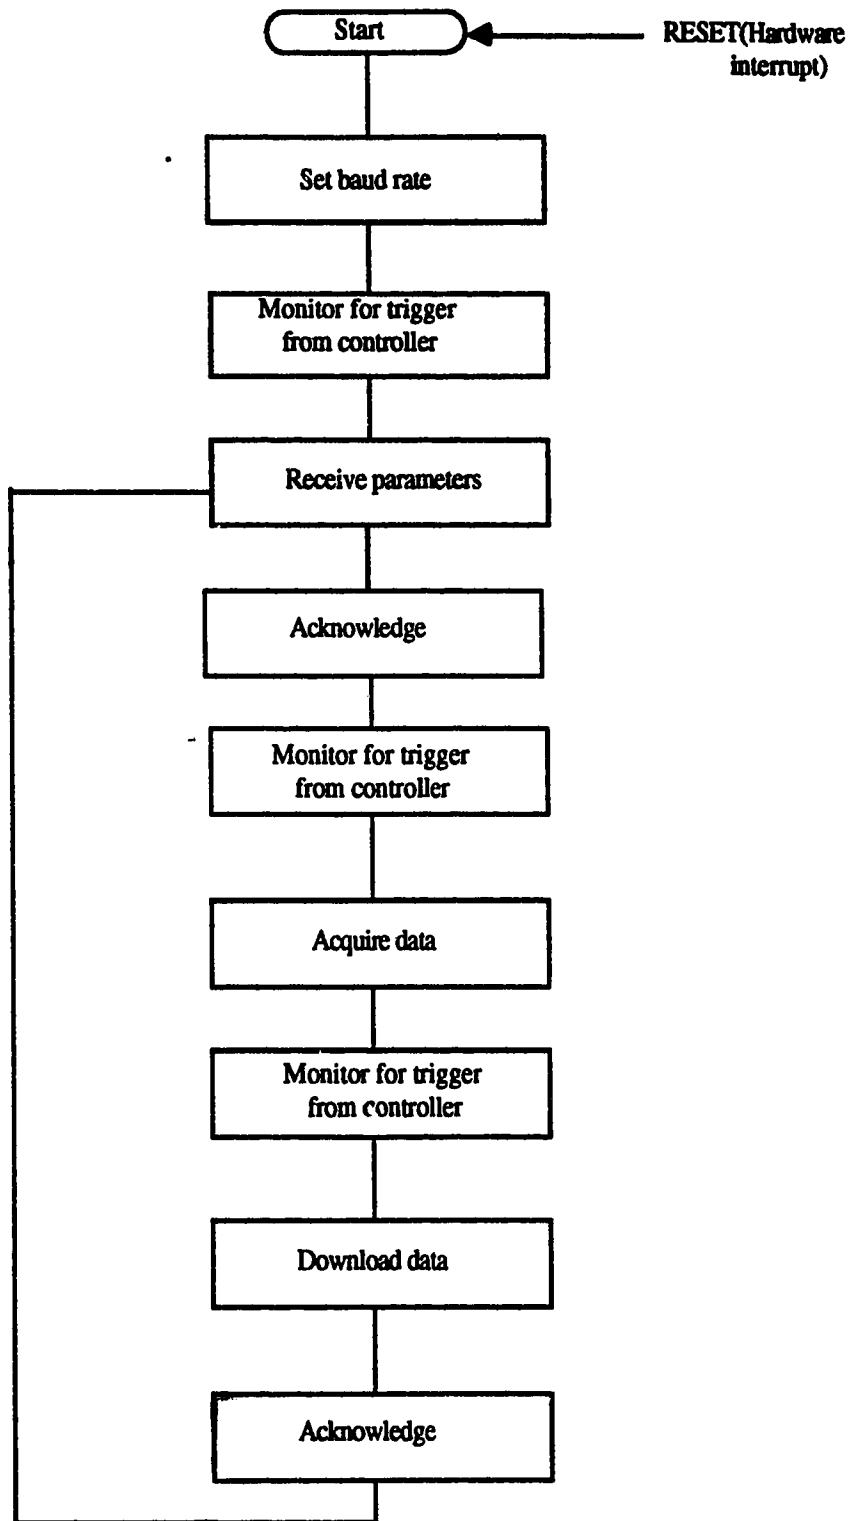 Start
RESET(Hardware
interrupt)
Set baud rate
Monitor for trigger
from controller
Receive parameters
Acknowledge
Monitor for trigger
from controller
Acquire data
Monitor for trigger
from controller
Download data
Acknowledge